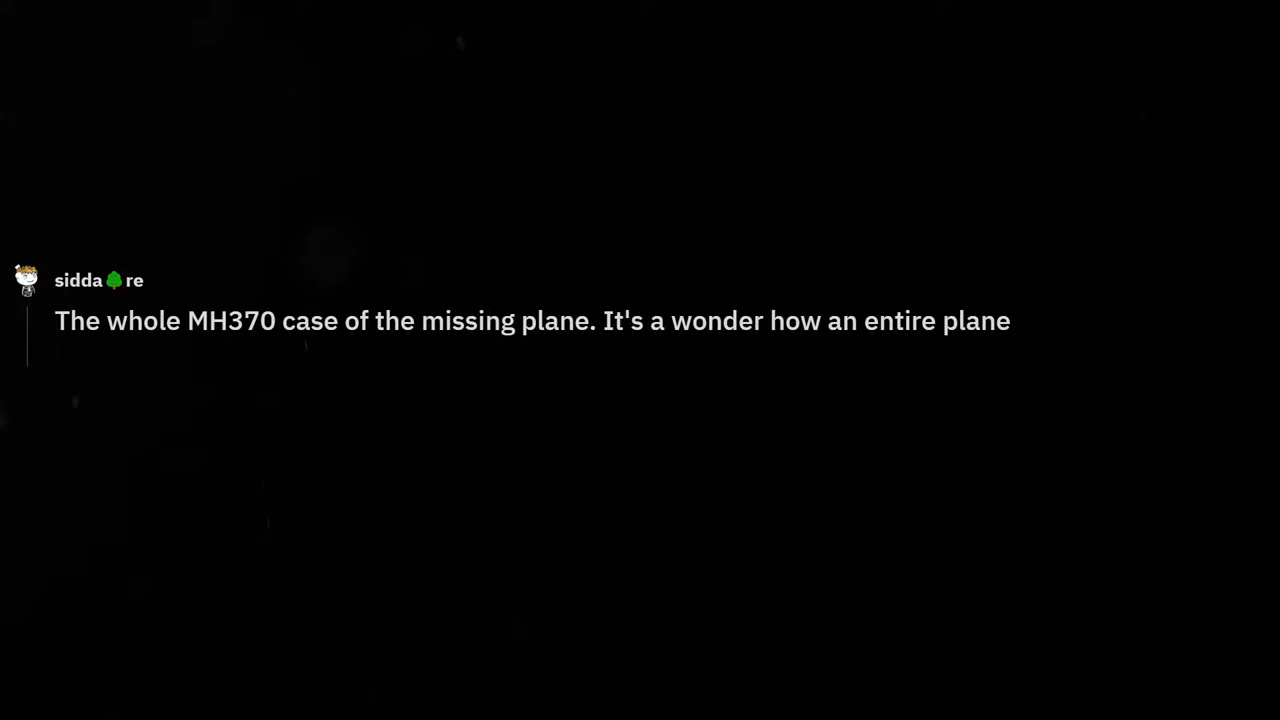 sidda🌳re
The whole MH370 case of the missing plane. It's a wonder how an entire plane